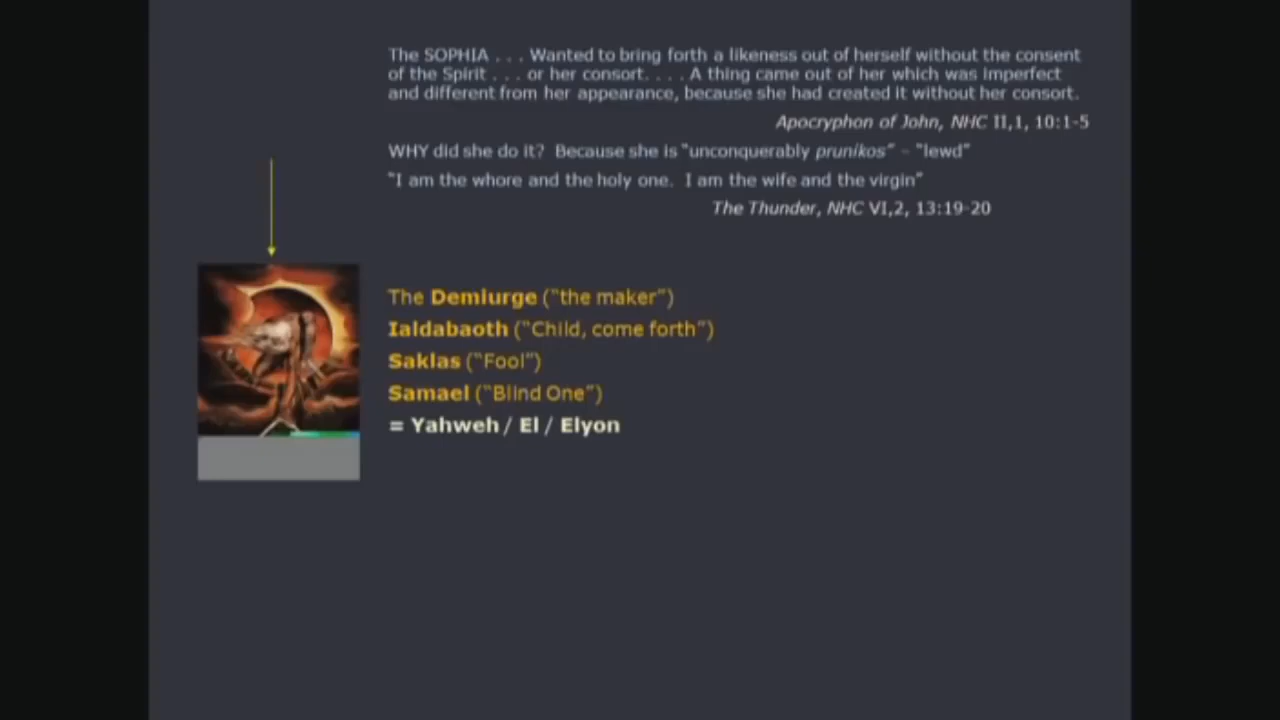 The SOPHIA . . . Wanted to bring forth a likeness out of herself without the consent
of the Spirit . . . or her consort. . . . A thing came out of her which was imperfect
and different from her appearance, because she had created it without her consort.
Apocryphon of John, NHC II,1, 10:1-5
WHY did she do it? Because she is "unconquerably prunikos" - "lewd"
"I am the whore and the holy one. I am the wife and the virgin"
The Thunder, NHC VI,2, 13:19-20
The Demiurge ("the maker")
Ialdabaoth ("Child, come forth")
Saklas ("Fool")
Samael ("Blind One")
= Yahweh / El / Elyon